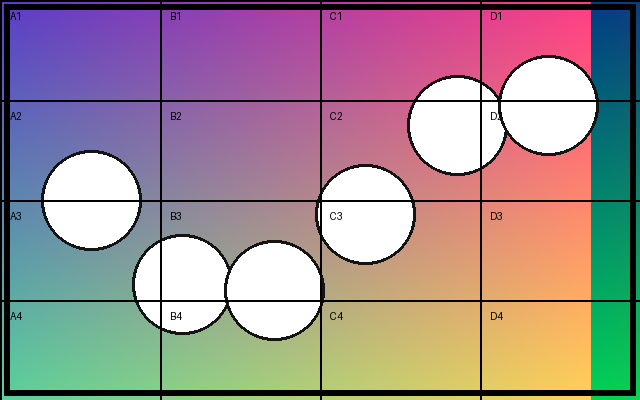 A1 B1 C1 D1
A2 B2 C2 D2
A3 B3 C3 D3
A4 B4 C4 D4